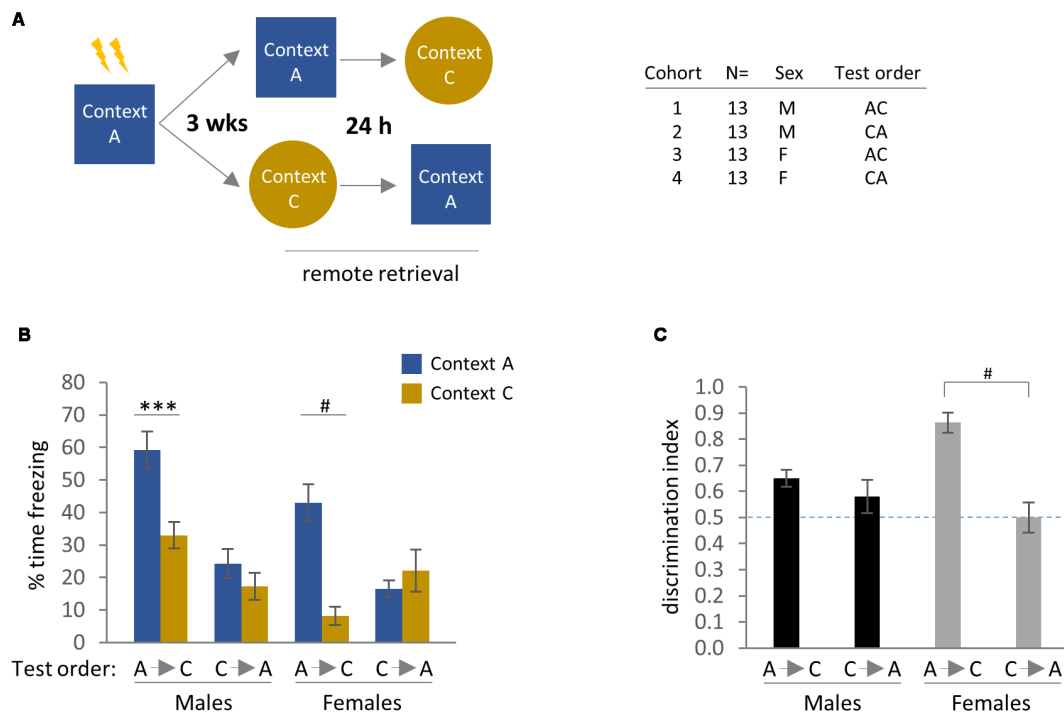 A
Context
A
Context
A
Context
C
3 wks
24 h
Context
C
Context
A
remote retrieval
Cohort N= Sex Test order
1 13 M AC
2 13 M CA
3 13 F AC
4 13 F CA
B
Context A
Context C
% time freezing
80
70
60
50
40
30
20
10
0
***
#
Test order: A C C A A C C A
Males Females
C
discrimination index
1.0
0.9
0.8
0.7
0.6
0.5
0.4
0.3
0.2
0.1
0.0
#
A C C A A C C A
Males Females